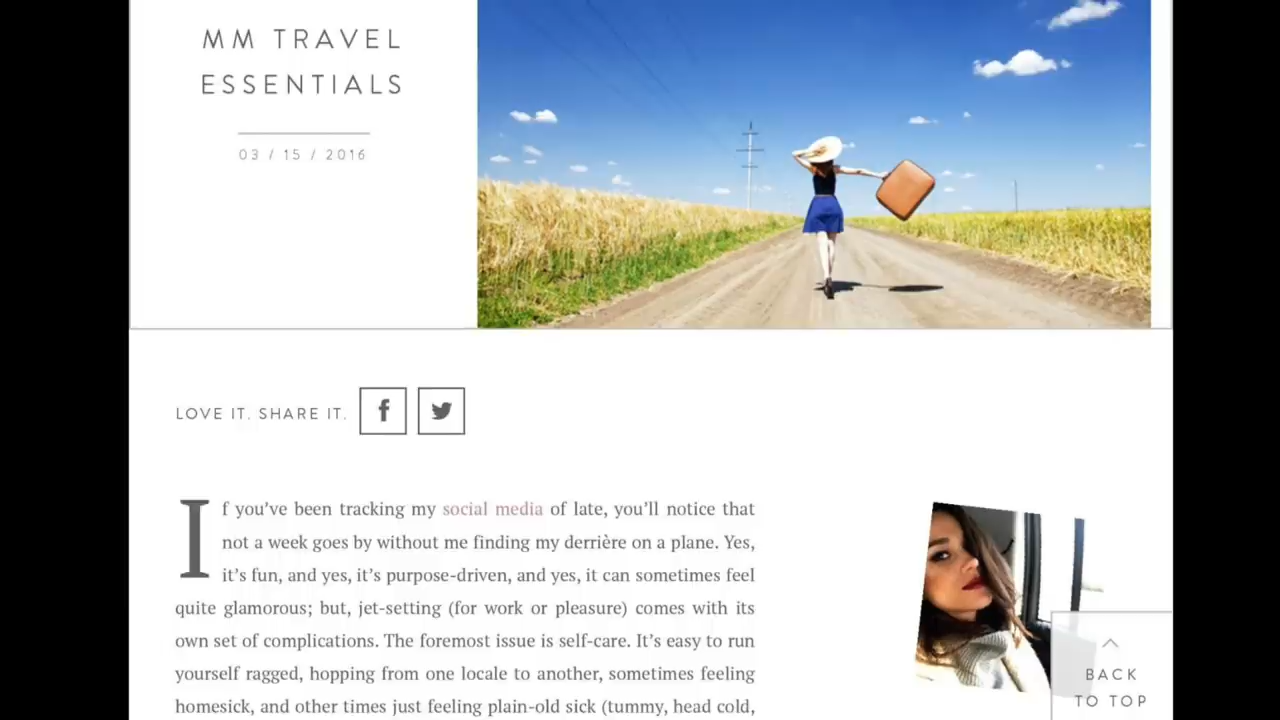 MM TRAVEL
ESSENTIALS
03 / 15 / 2016
LOVE IT. SHARE IT.
If you’ve been tracking my social media of late, you’ll notice that
not a week goes by without me finding my derrière on a plane. Yes,
it’s fun, and yes, it’s purpose-driven, and yes, it can sometimes feel
quite glamorous; but, jet-setting (for work or pleasure) comes with its
own set of complications. The foremost issue is self-care. It’s easy to run
yourself ragged, hopping from one locale to another, sometimes feeling
homesick, and other times just feeling plain-old sick (tummy, head cold,
BACK
TO TOP